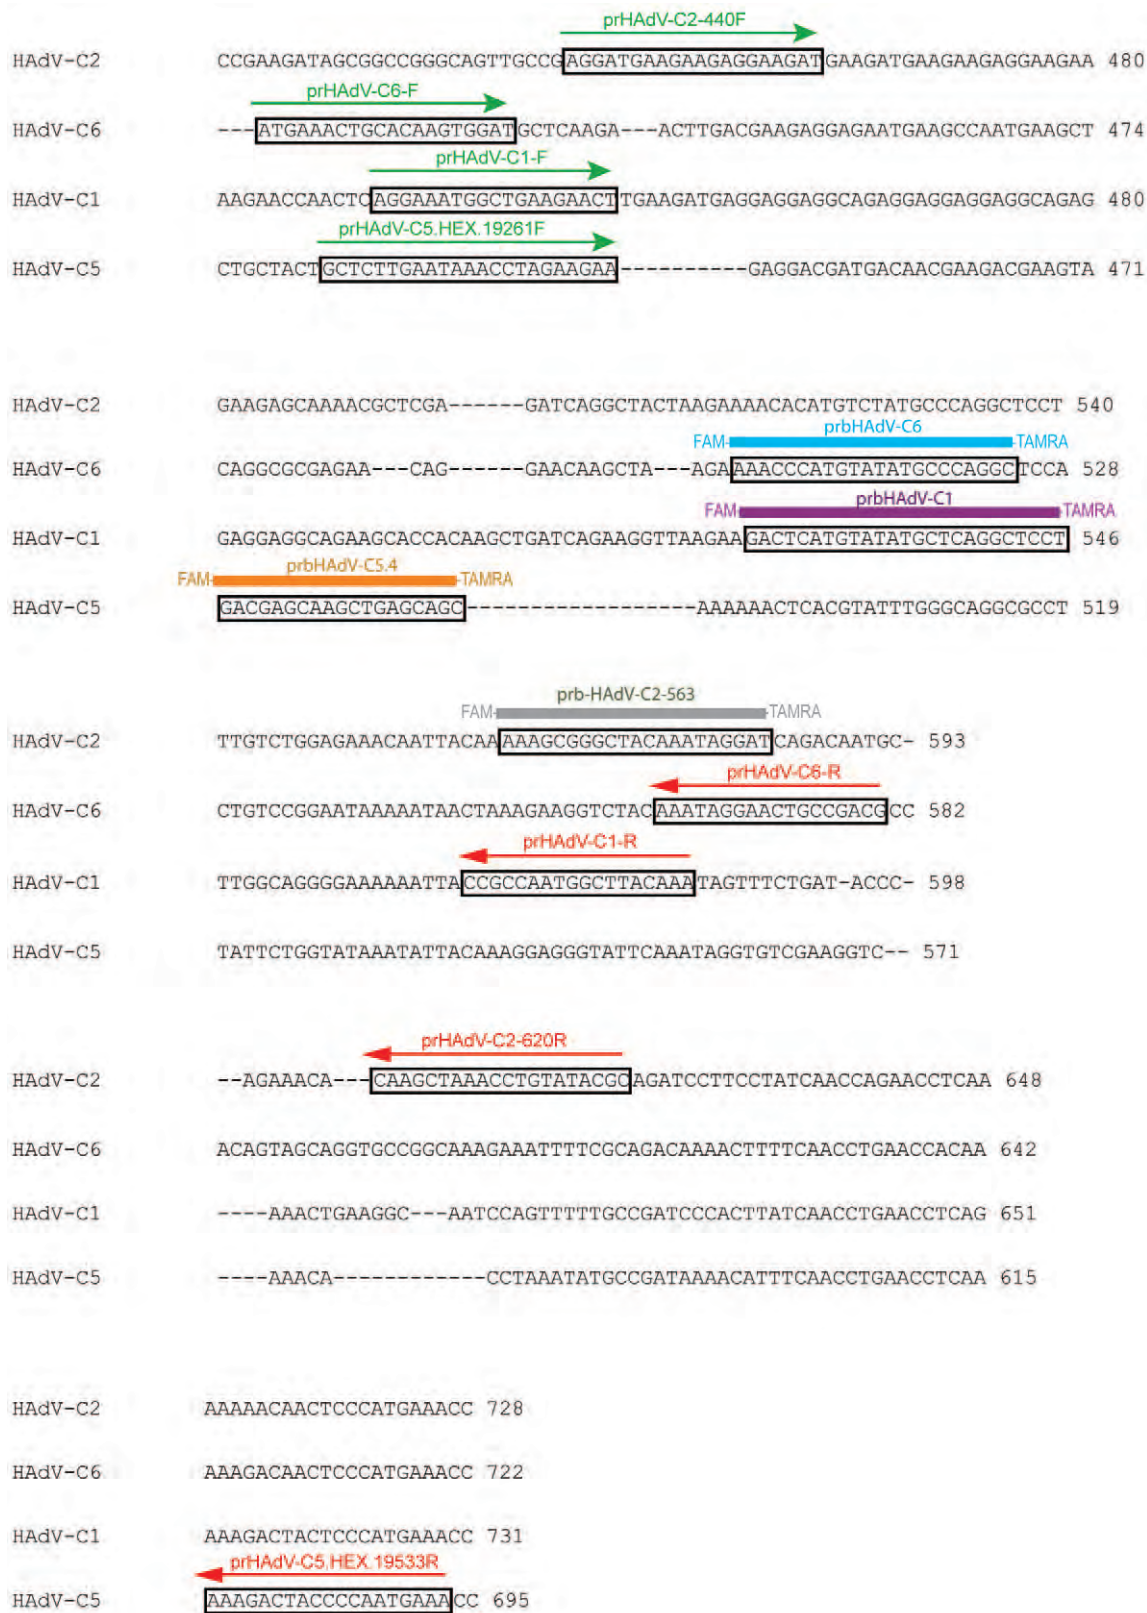 prHAdV-C2-440F
HAdV-C2 CCGAAGATAGCGGCCGGGCAGTTGCCGAGGATGAAGAAGAGGAAGATGAAGATGAAGAAGAGGAAGAA 480
prHAdV-C6-F
HAdV-C6 ---ATGAAACTGCACAAGTGGATGCTCAAGA---ACTTGACGAAGAGGAGAATGAAGCCAATGAAGCT 474
prHAdV-C1-F
HAdV-C1 AAGAACCAACTCAGGAAATGGCTGAAGAACTTGAAGATGAGGAGGAGGCAGAGGAGGAGGAGGCAGAG 480
prHAdV-C5.HEX.19261F
HAdV-C5 CTGCTACTGCTCTTGAATAAACCTAGAAGAA----------GAGGACGATGACAACGAAGACGAAGTA 471
HAdV-C2 GAAGAGCAAAACGCTCGA------GATCAGGCTACTAAGAAAACACATGTCTATGCCCAGGCTCCT 540
FAM prbHAdV-C6 TAMRA
HAdV-C6 CAGGCGCGAGAA---CAG------GAACAAGCTA---AGAAAACCCATGTATATGCCCAGGCTCCA 528
FAM prbHAdV-C1 TAMRA
HAdV-C1 GAGGAGGCAGAAGCACCACAAGCTGATCAGAAGGTTAAGAAGACTCATGTATATGCTCAGGCTCCT 546
FAM prbHAdV-C5.4 TAMRA
HAdV-C5 GACGAGCAAGCTGAGCAGC------------------AAAAAACTCACGTATTTGGGCAGGCGCCT 519
FAM prb-HAdV-C2-563 TAMRA
HAdV-C2 TTGTCTGGAGAAACAATTACAAAAAGCGGGCTACAAATAGGATCAGACAATGC- 593
prHAdV-C6-R
HAdV-C6 CTGTCCGGAATAAAAATAACTAAAGAAGGTCTACAAATAGGAACTGCCGACGCC 582
prHAdV-C1-R
HAdV-C1 TTGGCAGGGGAAAAAATTACCGCCAATGGCTTACAAATAGTTTCTGAT-ACCC- 598
HAdV-C5 TATTCTGGTATAAATATTACAAAGGAGGGTATTCAAATAGGTGTCGAAGGTC-- 571
prHAdV-C2-620R
HAdV-C2 --AGAAACA---CAAGCTAAACCTGTATACGCAGATCCTTCCTATCAACCAGAACCTCAA 648
HAdV-C6 ACAGTAGCAGGTGCCGGCAAAGAAATTTTCGCAGACAAAACTTTTCAACCTGAACCACAA 642
HAdV-C1 ----AAACTGAAGGC---AATCCAGTTTTTGCCGATCCCACTTATCAACCTGAACCTCAG 651
HAdV-C5 ----AAACA------------CCTAAATATGCCGATAAAACATTTCAACCTGAACCTCAA 615
HAdV-C2 AAAAACAACTCCCATGAAACC 728
HAdV-C6 AAAGACAACTCCCATGAAACC 722
HAdV-C1 AAAGACTACTCCCATGAAACC 731
prHAdV-C5.HEX.19533R
HAdV-C5 AAAGACTACCCCAATGAAACC 695